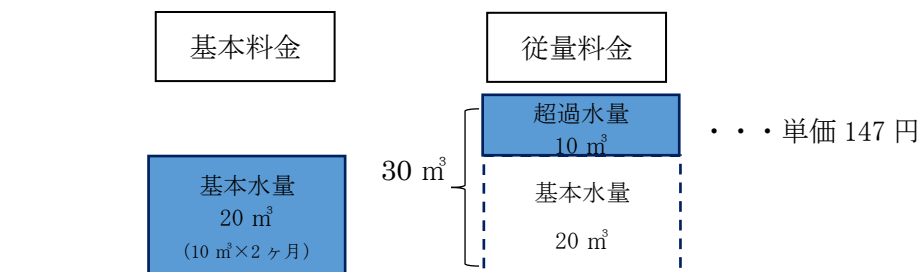 基本料金
従量料金
超過水量
10 ㎥
・・・単価 147 円
30 ㎥
基本水量
20 ㎥
(10 ㎥×2 ヶ月)
基本水量
20 ㎥